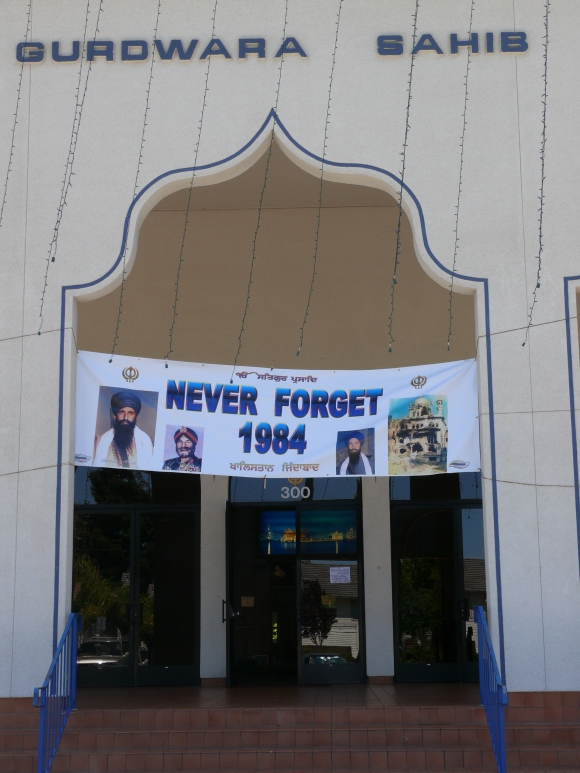 GURDWARA SAHIB
ੴ ਸਤਿਗੁਰ ਪ੍ਰਸਾਦਿ
NEVER FORGET
1984
ਖਾਲਿਸਤਾਨ ਜਿੰਦਾਬਾਦ
300